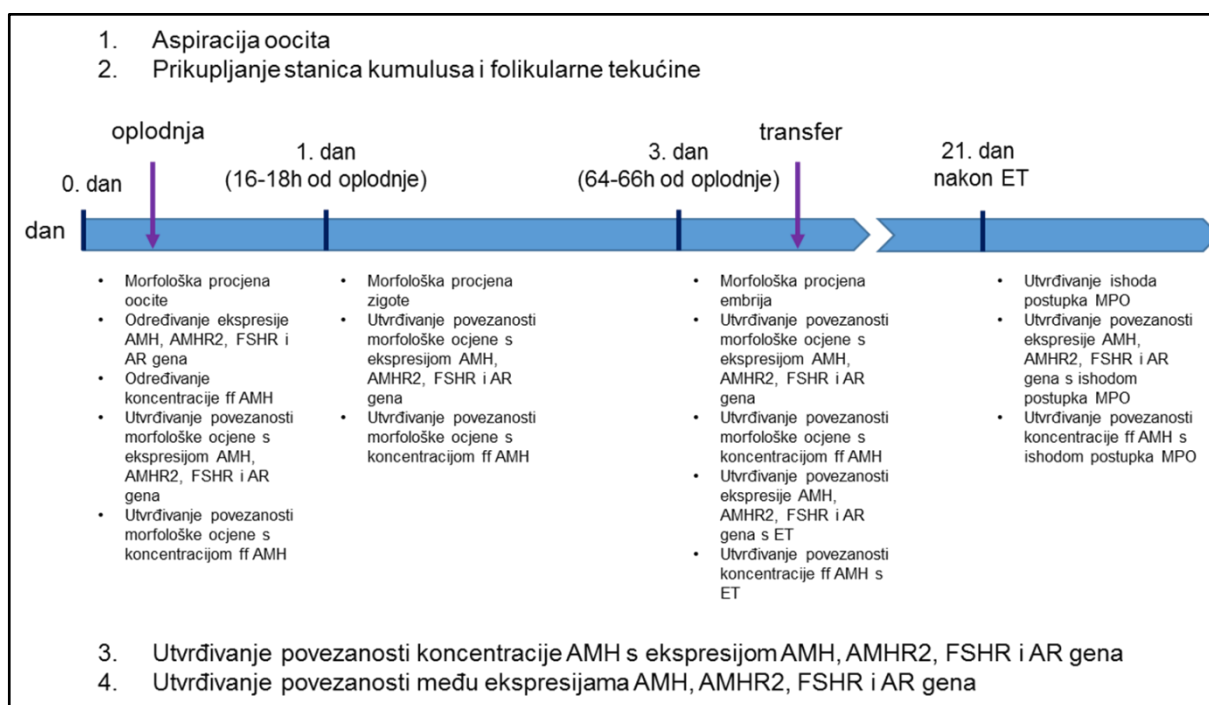 1. Aspiracija oocita
2. Prikupljanje stanica kumulusa i folikularne tekućine
oplodnja
transfer
0. dan
1. dan
(16-18h od oplodnje)
3. dan
(64-66h od oplodnje)
21. dan
nakon ET
dan
• Morfološka procjena
oocite
• Određivanje ekspresije
AMH, AMHR2, FSHR i
AR gena
• Određivanje
koncentracije ff AMH
• Utvrđivanje povezanosti
morfološke ocjene s
ekspresijom AMH,
AMHR2, FSHR i AR
gena
• Utvrđivanje povezanosti
morfološke ocjene s
koncentracijom ff AMH
• Morfološka procjena
zigote
• Utvrđivanje povezanosti
morfološke ocjene s
ekspresijom AMH,
AMHR2, FSHR i AR
gena
• Utvrđivanje povezanosti
morfološke ocjene s
koncentracijom ff AMH
• Morfološka procjena
embrija
• Utvrđivanje povezanosti
morfološke ocjene s
ekspresijom AMH,
AMHR2, FSHR i AR
gena
• Utvrđivanje povezanosti
morfološke ocjene s
koncentracijom ff AMH
• Utvrđivanje povezanosti
ekspresije AMH,
AMHR2, FSHR i AR
gena s ET
• Utvrđivanje povezanosti
koncentracije ff AMH s
ET
• Utvrđivanje ishoda
postupka MPO
• Utvrđivanje povezanosti
ekspresije AMH,
AMHR2, FSHR i AR
gena s ishodom
postupka MPO
• Utvrđivanje povezanosti
koncentracije ff AMH s
ishodom postupka MPO
3. Utvrđivanje povezanosti koncentracije AMH s ekspresijom AMH, AMHR2, FSHR i AR gena
4. Utvrđivanje povezanosti među ekspresijama AMH, AMHR2, FSHR i AR gena